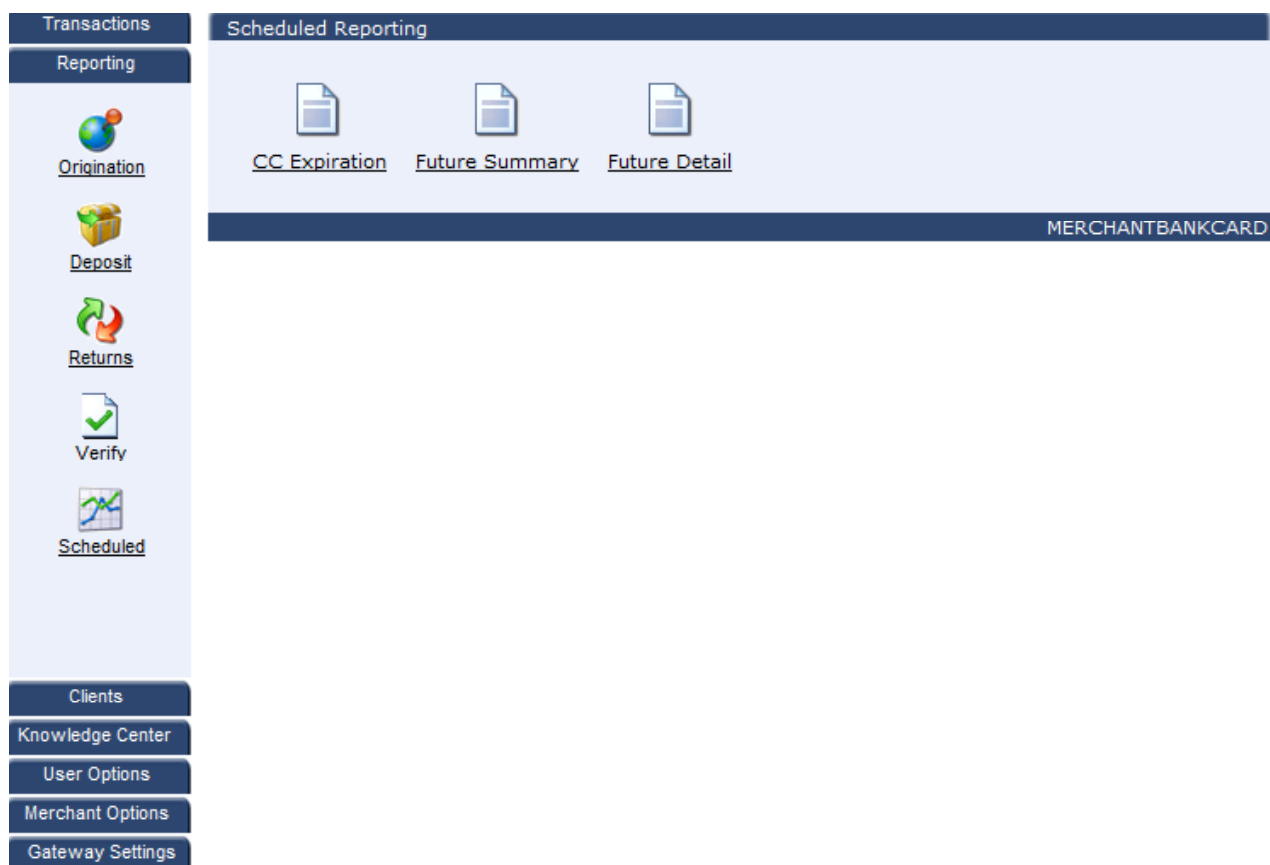 Transactions
Reporting
Origination
Deposit
Returns
Verify
Scheduled
Clients
Knowledge Center
User Options
Merchant Options
Gateway Settings
Scheduled Reporting
CC Expiration Future Summary Future Detail
MERCHANTBANKCARD